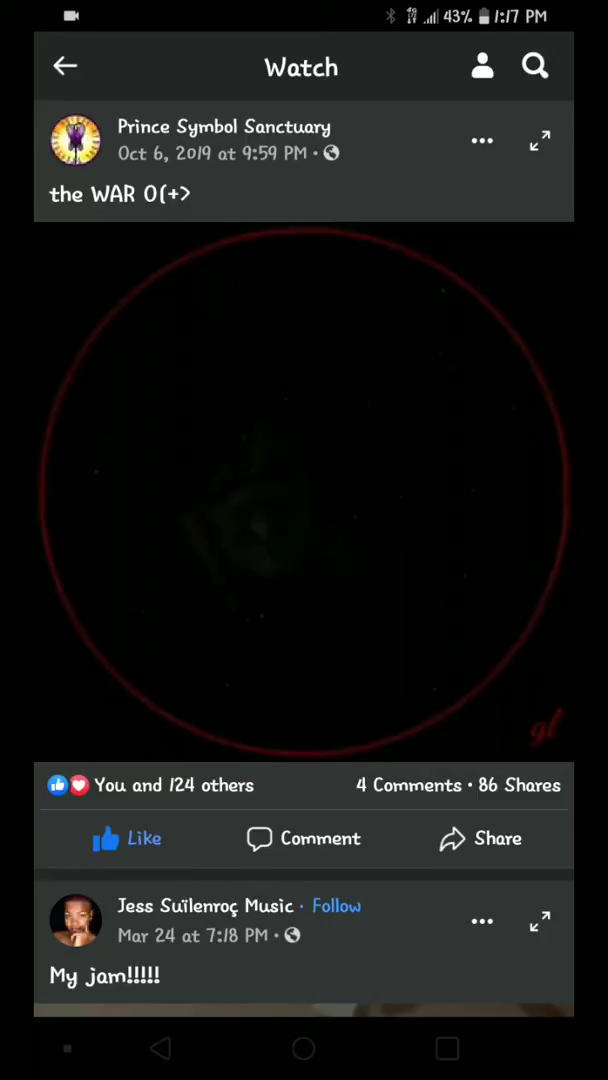 43% 1:17 PM
Watch
Prince Symbol Sanctuary
Oct 6, 2019 at 9:59 PM ·
the WAR O(+>
gl
You and 124 others 4 Comments · 86 Shares
Like Comment Share
Jess Suïlenroç Music · Follow
Mar 24 at 7:18 PM ·
My jam!!!!!